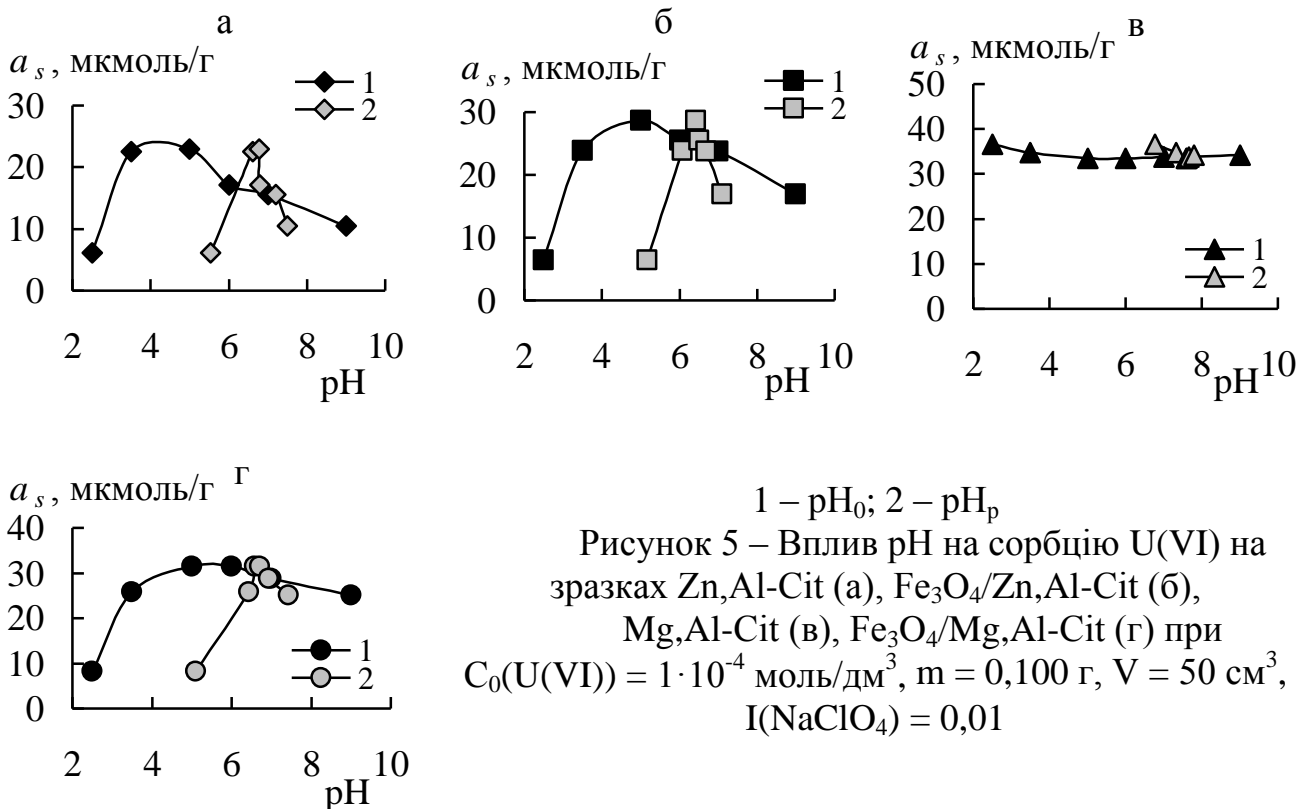 а
a s , мкмоль/г
1
2
30
20
10
0
2 4 6 8 10
pH
б
a s , мкмоль/г
1
2
30
20
10
0
2 4 6 8 10
pH
в
a s , мкмоль/г
50
40
30
20
10
0
1
2
2 4 6 8 10
pH
г
a s , мкмоль/г
40
30
20
10
0
1
2
2 4 6 8 10
pH
1 – pH₀; 2 – pHₚ
Рисунок 5 – Вплив pH на сорбцію U(VI) на
зразках Zn,Al-Cit (а), Fe₃O₄/Zn,Al-Cit (б),
Mg,Al-Cit (в), Fe₃O₄/Mg,Al-Cit (г) при
C₀(U(VI)) = 1·10⁻⁴ моль/дм³, m = 0,100 г, V = 50 см³,
I(NaClO₄) = 0,01